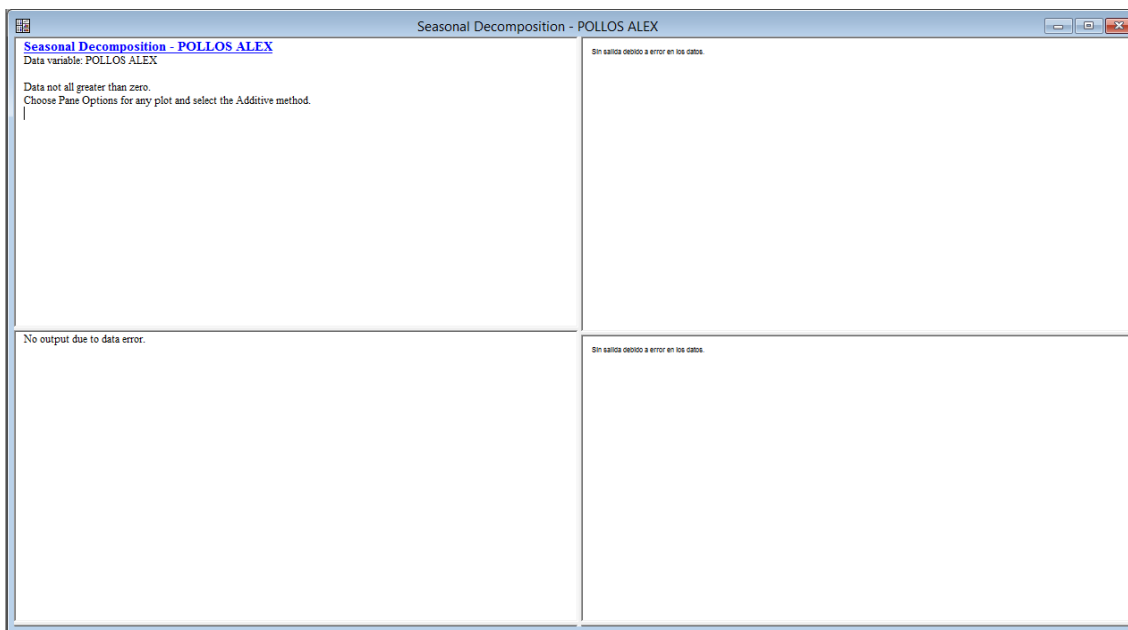 Seasonal Decomposition - POLLOS ALEX
Seasonal Decomposition - POLLOS ALEX
Data variable: POLLOS ALEX
Data not all greater than zero.
Choose Pane Options for any plot and select the Additive method.
Sin salida debido a error en los datos.
No output due to data error.
Sin salida debido a error en los datos.